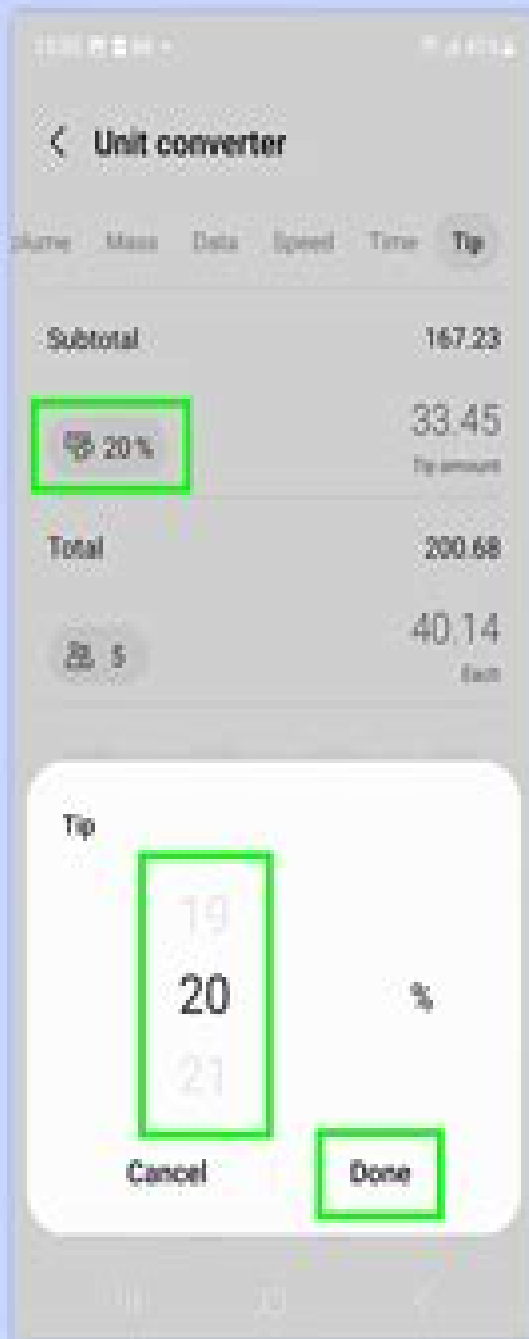 Unit converter
Mass Data Speed Time Tip
Subtotal 167.23
20% 33.45
Tip amount
Total 200.68
5 40.14
Each
Tip
19
20 %
21
Cancel Done